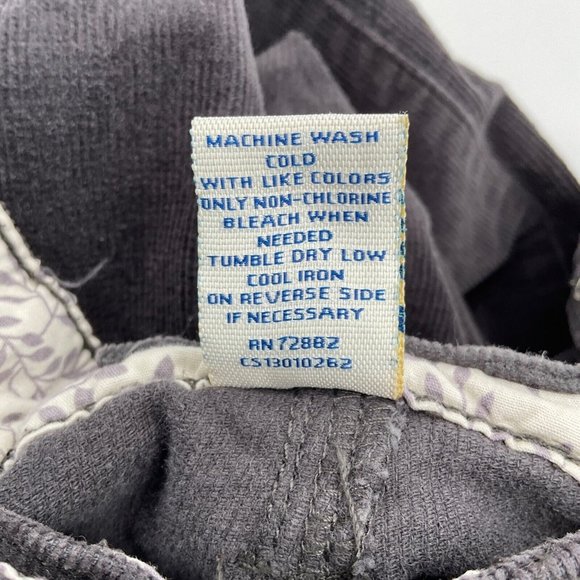 MACHINE WASH
COLD
WITH LIKE COLORS
ONLY NON-CHLORINE
BLEACH WHEN
NEEDED
TUMBLE DRY LOW
COOL IRON
ON REVERSE SIDE
IF NECESSARY
RN 72882
CS13010262